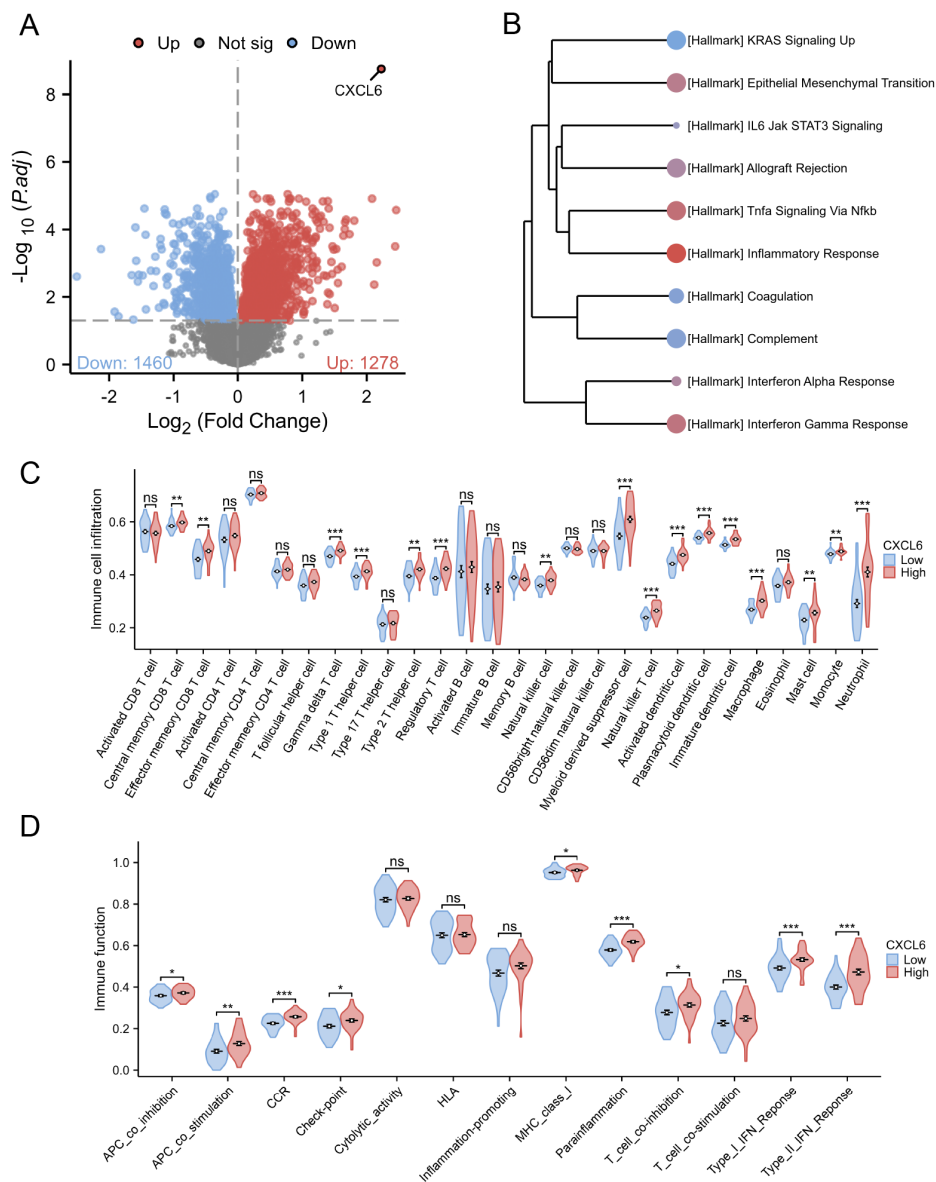 A
Up Not sig Down
CXCL6
8
6
4
2
0
-Log 10 (P.adj)
Down: 1460
Up: 1278
-2 -1 0 1 2
Log2 (Fold Change)
B
[Hallmark] KRAS Signaling Up
[Hallmark] Epithelial Mesenchymal Transition
[Hallmark] IL6 Jak STAT3 Signaling
[Hallmark] Allograft Rejection
[Hallmark] Tnfa Signaling Via Nfkb
[Hallmark] Inflammatory Response
[Hallmark] Coagulation
[Hallmark] Complement
[Hallmark] Interferon Alpha Response
[Hallmark] Interferon Gamma Response
C
ns ** ** ns ns ns ns *** *** ns ** *** ns ns ns ** ns ns *** *** *** *** *** *** ns ** ** ***
0.6
0.4
0.2
Immune cell infiltration
CXCL6
Low
High
Activated CD8 T cell
Central memory CD8 T cell
Effector memory CD8 T cell
Activated CD4 T cell
Central memory CD4 T cell
Effector memory CD4 T cell
T follicular helper cell
Gamma delta T cell
Type 1 T helper cell
Type 17 T helper cell
Type 2 T helper cell
Regulatory T cell
Activated B cell
Immature B cell
Memory B cell
Natural killer cell
CD56bright natural killer cell
CD56dim natural killer cell
Myeloid derived suppressor cell
Natural killer T cell
Activated dendritic cell
Plasmacytoid dendritic cell
Immature dendritic cell
Macrophage
Eosinophil
Mast cell
Monocyte
Neutrophil
D
* ** *** * ns ns ns * *** * ns *** ***
1.0
0.8
0.6
0.4
0.2
0.0
Immune function
CXCL6
Low
High
APC_co_inhibition
APC_co_stimulation
CCR
Check-point
Cytolytic_activity
HLA
Inflammation-promoting
MHC_class_I
Parainflammation
T_cell_co-inhibition
T_cell_co-stimulation
Type_I_IFN_Reponse
Type_II_IFN_Reponse